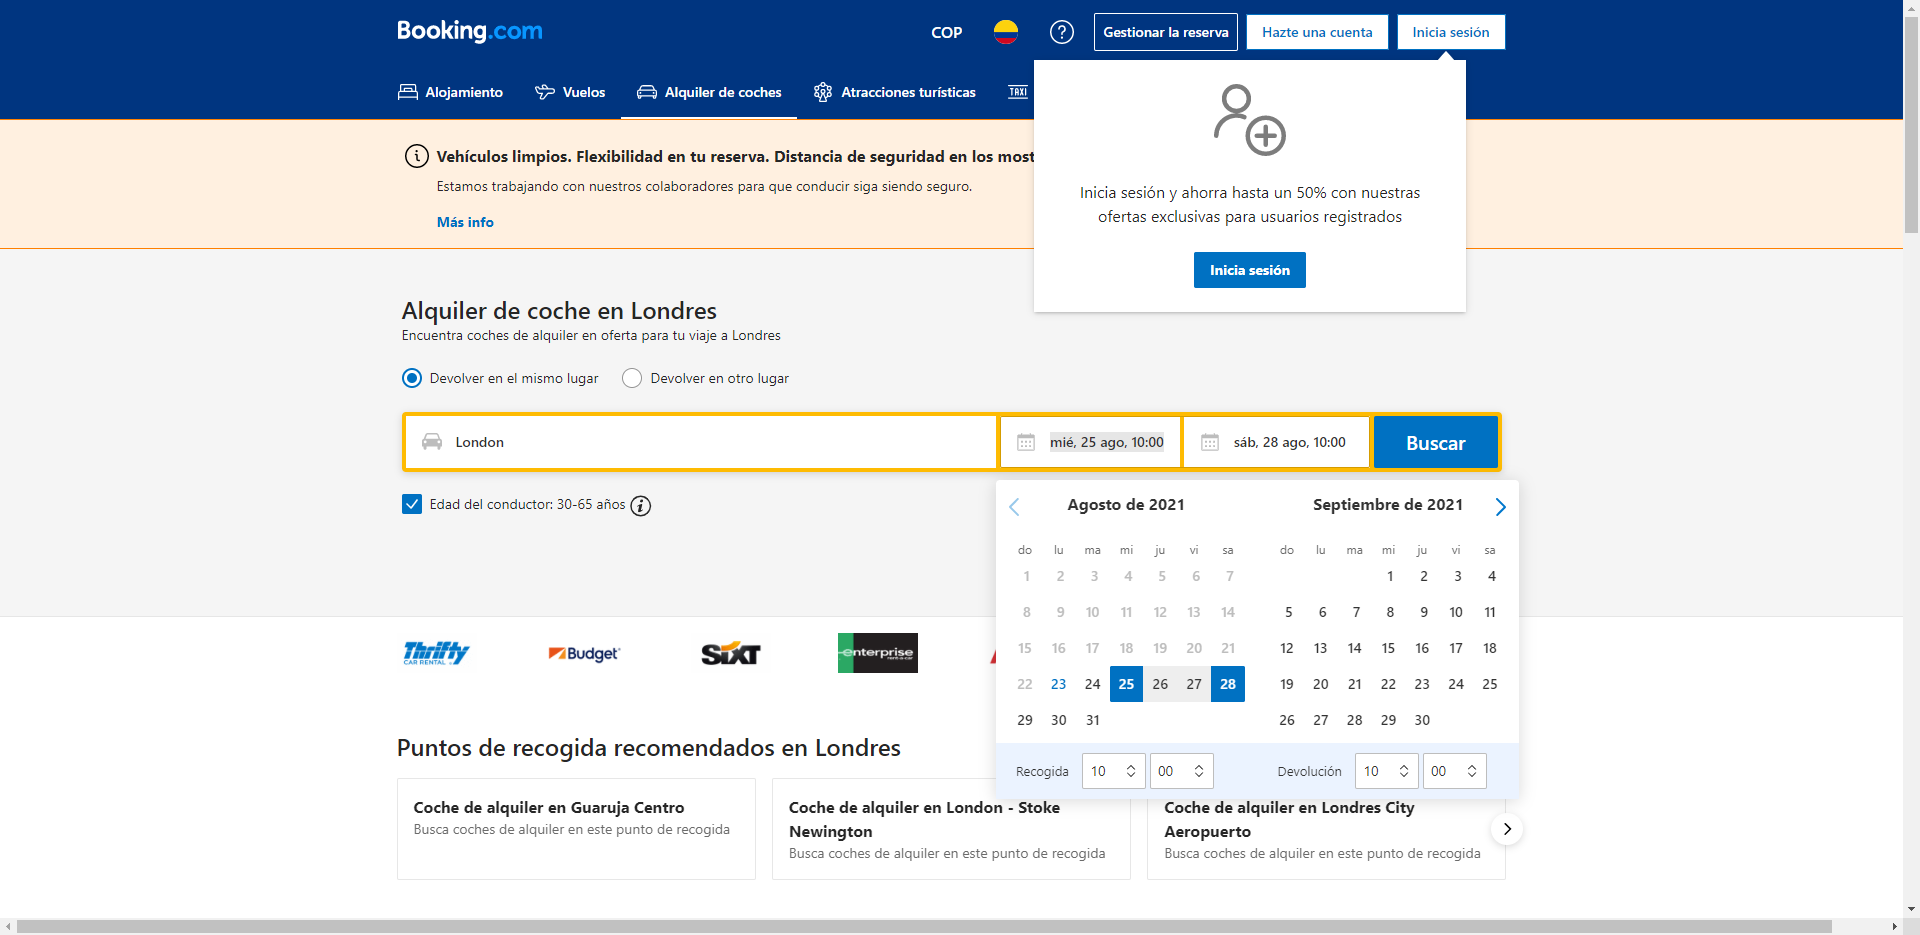 Booking.com
COP
Gestionar la reserva
Hazte una cuenta
Inicia sesión
Alojamiento
Vuelos
Alquiler de coches
Atracciones turísticas
TAXI
Inicia sesión y ahorra hasta un 50% con nuestras
ofertas exclusivas para usuarios registrados
Inicia sesión
Vehículos limpios. Flexibilidad en tu reserva. Distancia de seguridad en los most
Estamos trabajando con nuestros colaboradores para que conducir siga siendo seguro.
Más info
Alquiler de coche en Londres
Encuentra coches de alquiler en oferta para tu viaje a Londres
Devolver en el mismo lugar
Devolver en otro lugar
London
mié, 25 ago, 10:00
sáb, 28 ago, 10:00
Buscar
Edad del conductor: 30-65 años
Agosto de 2021
do lu ma mi ju vi sa
1 2 3 4 5 6 7
8 9 10 11 12 13 14
15 16 17 18 19 20 21
22 23 24 25 26 27 28
29 30 31
Septiembre de 2021
do lu ma mi ju vi sa
1 2 3 4
5 6 7 8 9 10 11
12 13 14 15 16 17 18
19 20 21 22 23 24 25
26 27 28 29 30
Recogida 10 00
Devolución 10 00
Thrifty
CAR RENTAL
Budget
SIXT
enterprise
rent-a-car
Puntos de recogida recomendados en Londres
Coche de alquiler en Guaruja Centro
Busca coches de alquiler en este punto de recogida
Coche de alquiler en London - Stoke
Newington
Busca coches de alquiler en este punto de recogida
Coche de alquiler en Londres City
Aeropuerto
Busca coches de alquiler en este punto de recogida